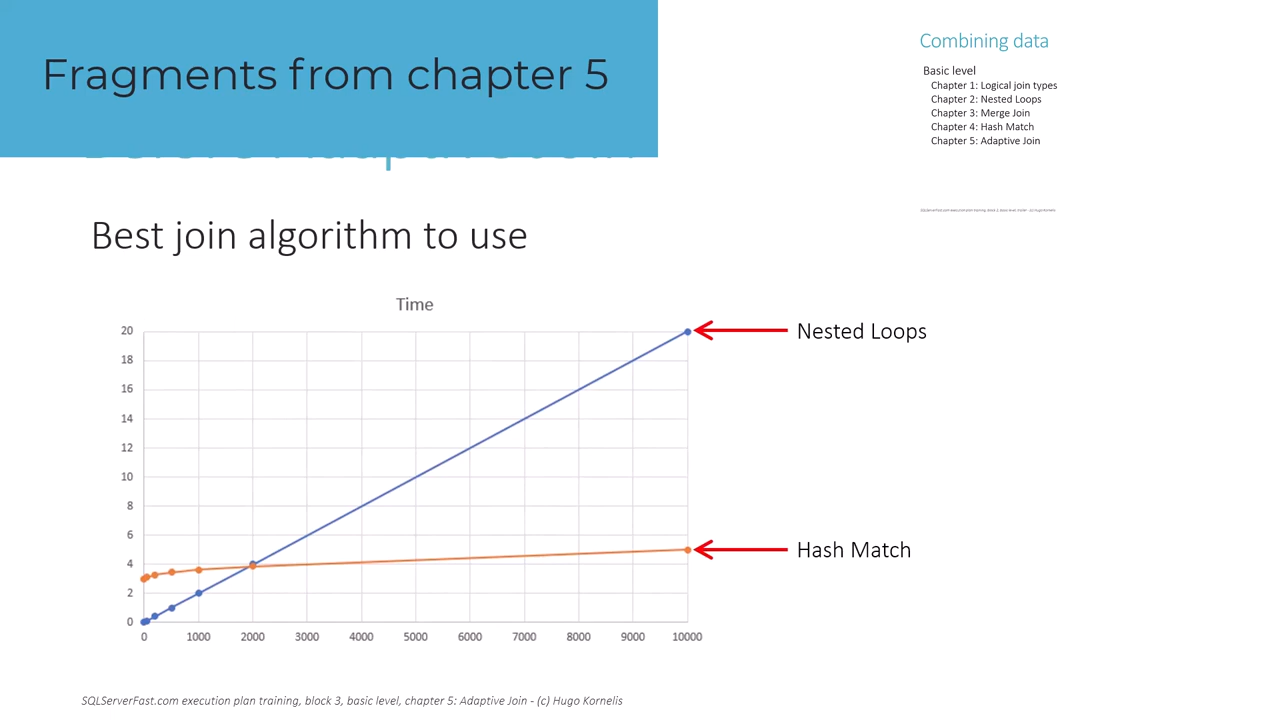 Fragments from chapter 5
Combining data
Basic level
Chapter 1: Logical join types
Chapter 2: Nested Loops
Chapter 3: Merge Join
Chapter 4: Hash Match
Chapter 5: Adaptive Join
Best join algorithm to use
Time
20
18
16
14
12
10
8
6
4
2
0
0 1000 2000 3000 4000 5000 6000 7000 8000 9000 10000
Nested Loops
Hash Match
SQLServerFast.com execution plan training, block 3, basic level, chapter 5: Adaptive Join - (c) Hugo Kornelis